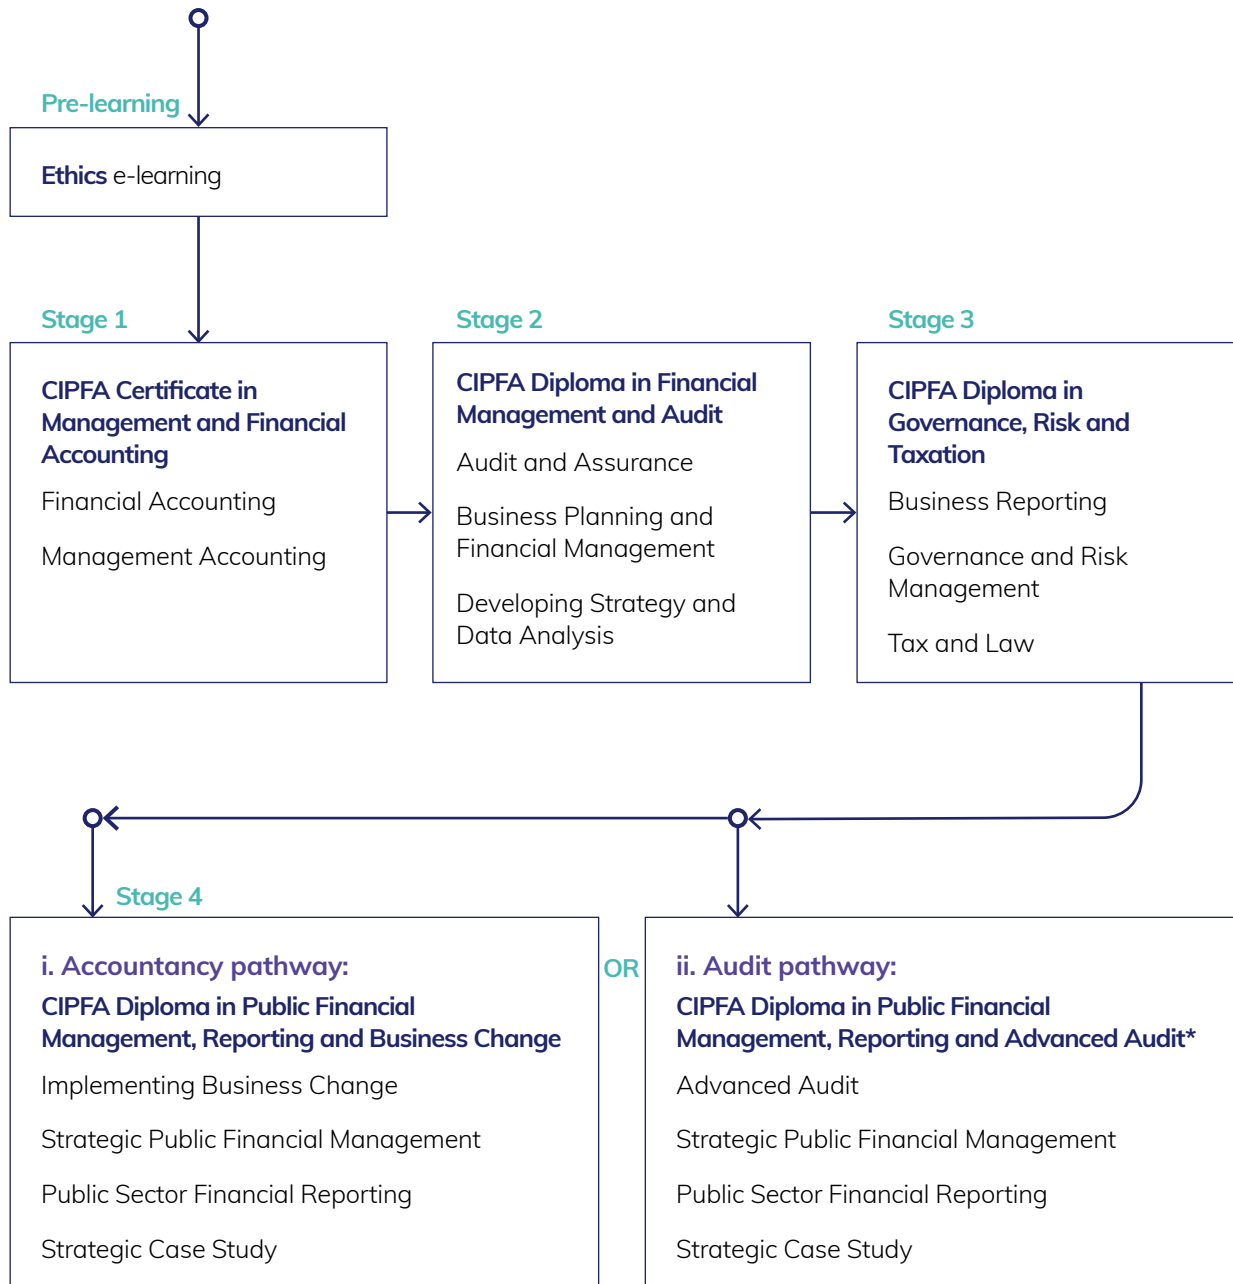 Pre-learning
Ethics e-learning
Stage 1
CIPFA Certificate in
Management and Financial
Accounting
Financial Accounting
Management Accounting
Stage 2
CIPFA Diploma in Financial
Management and Audit
Audit and Assurance
Business Planning and
Financial Management
Developing Strategy and
Data Analysis
Stage 3
CIPFA Diploma in
Governance, Risk and
Taxation
Business Reporting
Governance and Risk
Management
Tax and Law
Stage 4
i. Accountancy pathway:
CIPFA Diploma in Public Financial
Management, Reporting and Business Change
Implementing Business Change
Strategic Public Financial Management
Public Sector Financial Reporting
Strategic Case Study
OR
ii. Audit pathway:
CIPFA Diploma in Public Financial
Management, Reporting and Advanced Audit*
Advanced Audit
Strategic Public Financial Management
Public Sector Financial Reporting
Strategic Case Study